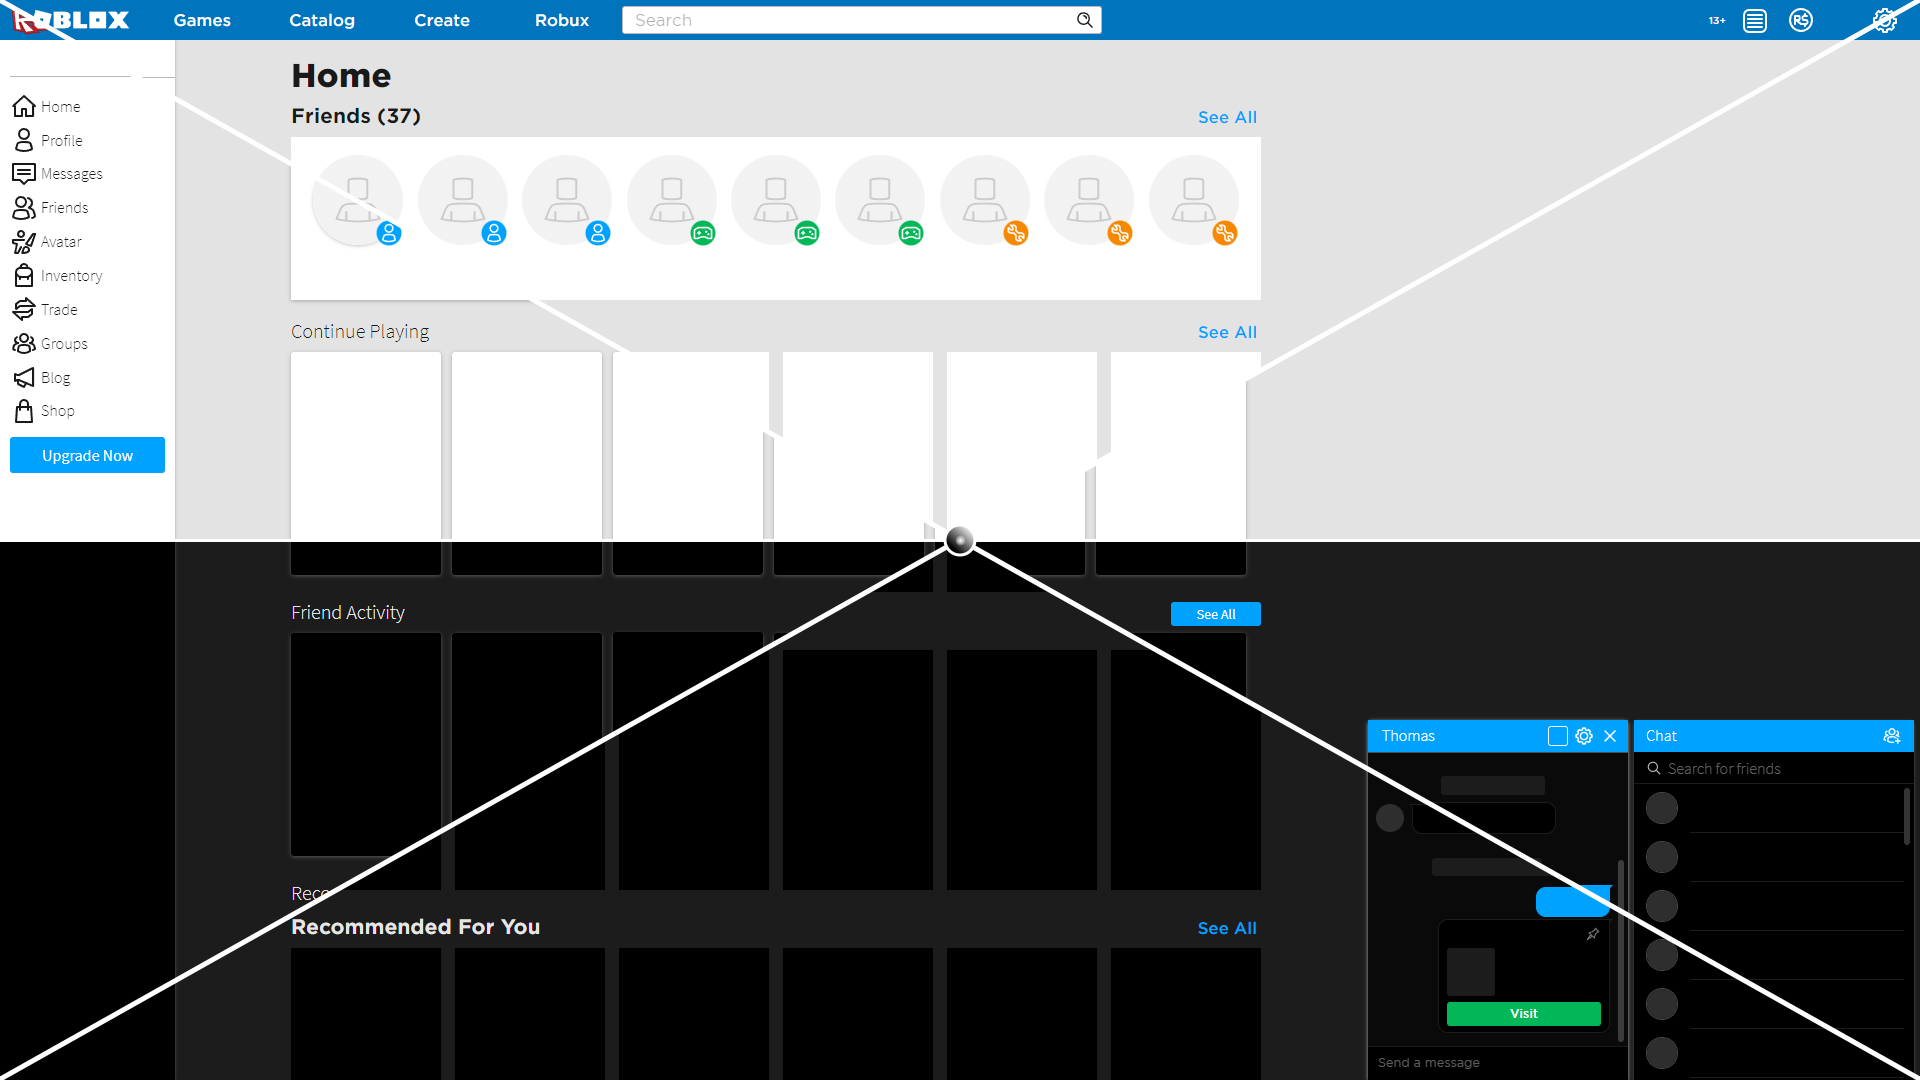 ROBLOX Games Catalog Create Robux Search 13+ R$
Home
Profile
Messages
Friends
Avatar
Inventory
Trade
Groups
Blog
Shop
Upgrade Now
Home
Friends (37) See All
Continue Playing See All
Friend Activity See All
Reco
Recommended For You See All
Thomas
Visit
Send a message
Chat
Search for friends